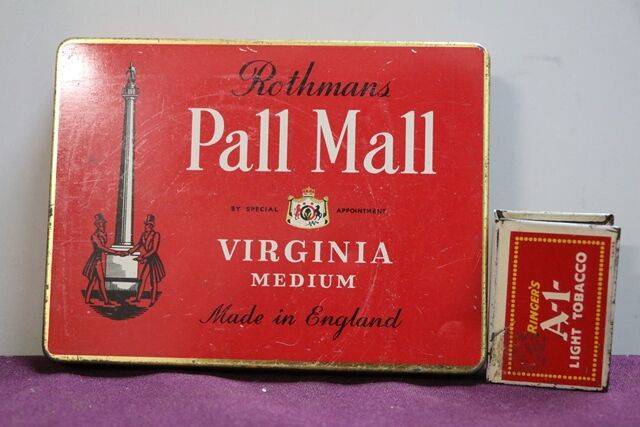 Rothmans
Pall Mall
BY SPECIAL APPOINTMENT
VIRGINIA
MEDIUM
Made in England
RINGER'S
A-1-
LIGHT TOBACCO